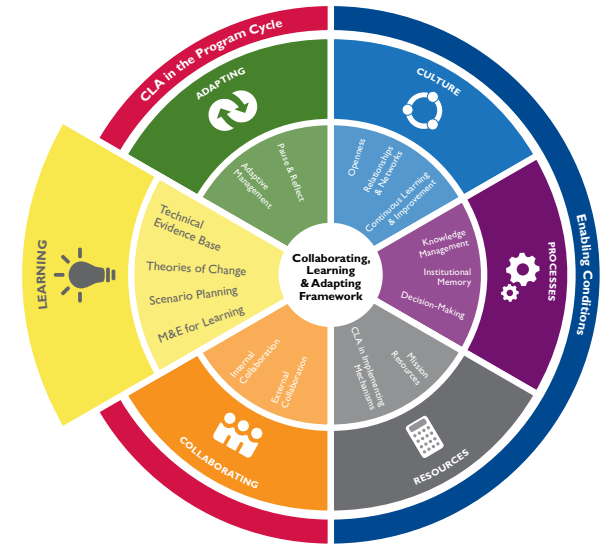 CLA in the Program Cycle
Enabling Conditions
ADAPTING
Adaptive
Management
Pause & Reflect
CULTURE
Openness
Relationships
& Networks
Continuous Learning
& Improvement
PROCESSES
Knowledge
Management
Institutional
Memory
Decision-Making
RESOURCES
Mission
Resources
CLA in Implementing
Mechanisms
COLLABORATING
Internal
Collaboration
External
Collaboration
LEARNING
Technical
Evidence Base
Theories of Change
Scenario Planning
M&E for Learning
Collaborating,
Learning
& Adapting
Framework